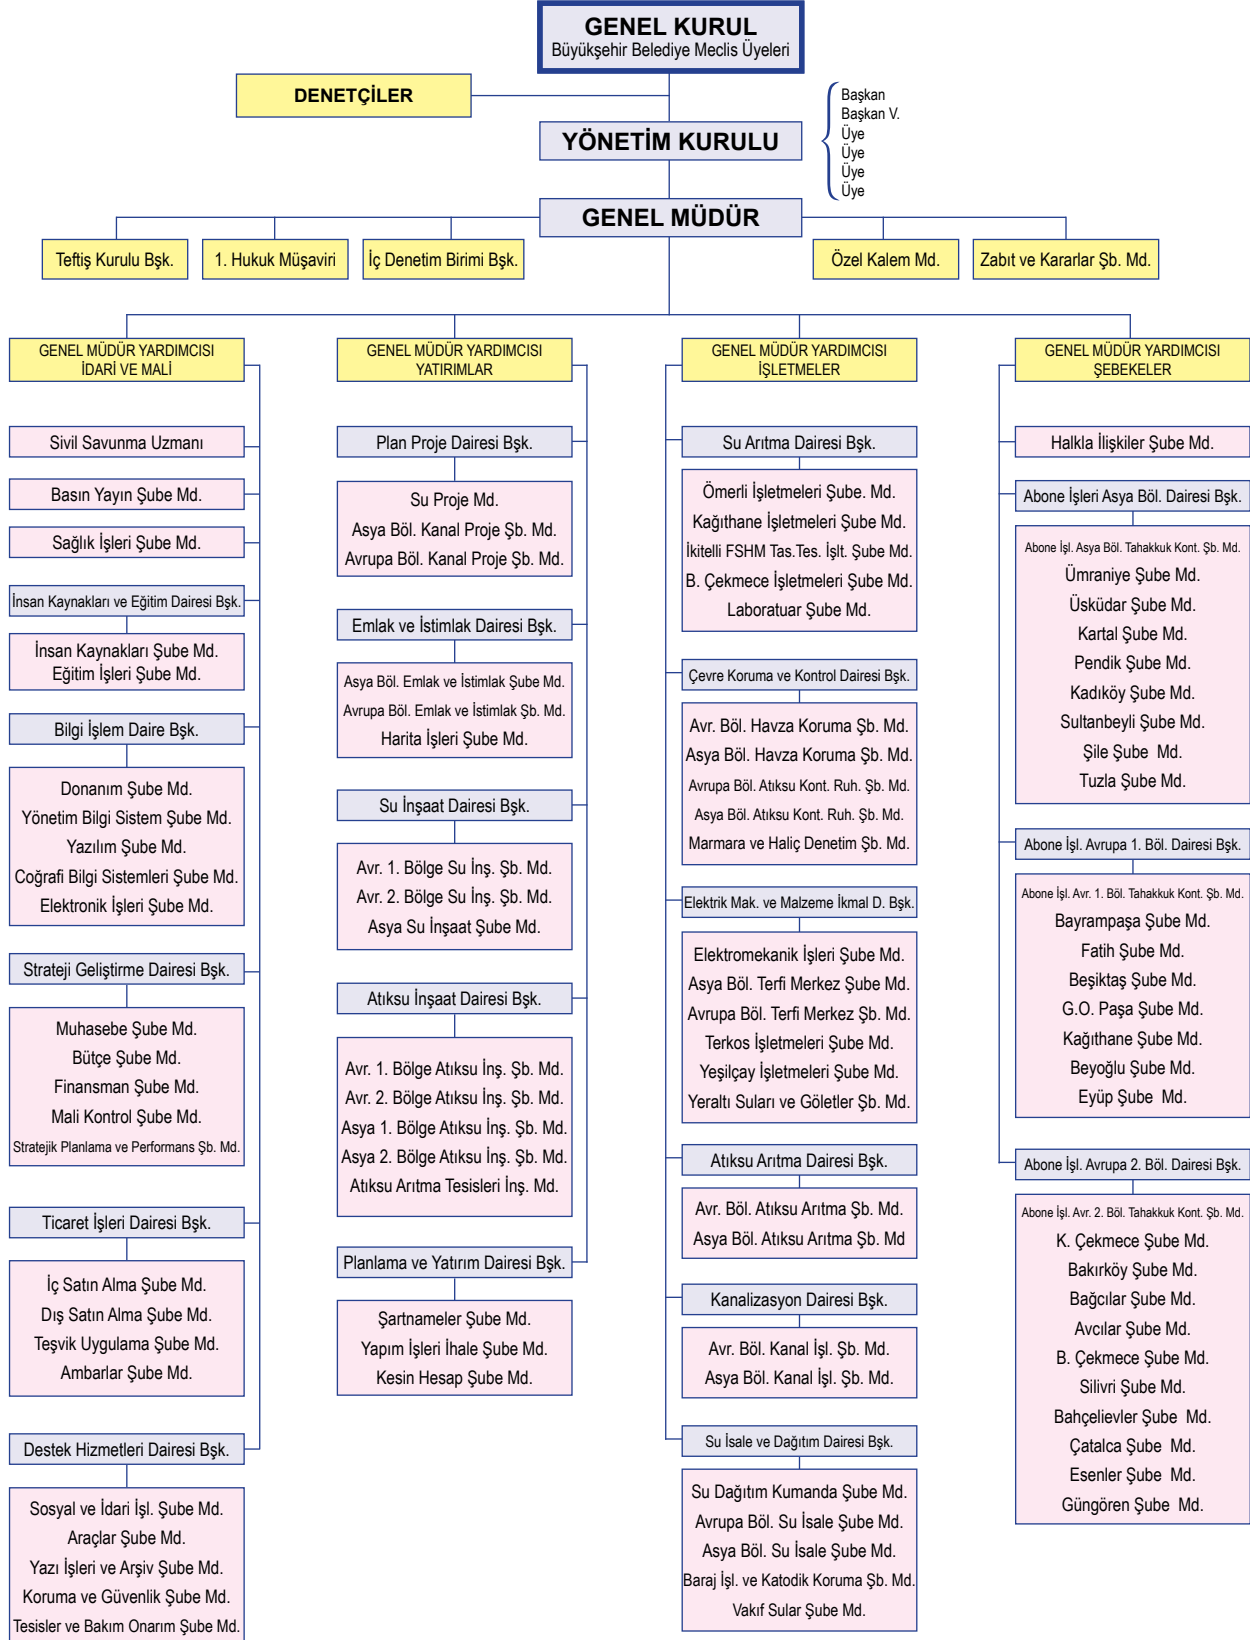 GENEL KURUL
Büyükşehir Belediye Meclis Üyeleri
DENETÇİLER
YÖNETİM KURULU
Başkan
Başkan V.
Üye
Üye
Üye
Üye
GENEL MÜDÜR
Teftiş Kurulu Bşk.
1. Hukuk Müşaviri
İç Denetim Birimi Bşk.
Özel Kalem Md.
Zabıt ve Kararlar Şb. Md.
GENEL MÜDÜR YARDIMCISI
İDARİ VE MALİ
Sivil Savunma Uzmanı
Basın Yayın Şube Md.
Sağlık İşleri Şube Md.
İnsan Kaynakları ve Eğitim Dairesi Bşk.
İnsan Kaynakları Şube Md.
Eğitim İşleri Şube Md.
Bilgi İşlem Daire Bşk.
Donanım Şube Md.
Yönetim Bilgi Sistem Şube Md.
Yazılım Şube Md.
Coğrafi Bilgi Sistemleri Şube Md.
Elektronik İşleri Şube Md.
Strateji Geliştirme Dairesi Bşk.
Muhasebe Şube Md.
Bütçe Şube Md.
Finansman Şube Md.
Mali Kontrol Şube Md.
Stratejik Planlama ve Performans Şb. Md.
Ticaret İşleri Dairesi Bşk.
İç Satın Alma Şube Md.
Dış Satın Alma Şube Md.
Teşvik Uygulama Şube Md.
Ambarlar Şube Md.
Destek Hizmetleri Dairesi Bşk.
Sosyal ve İdari İşl. Şube Md.
Araçlar Şube Md.
Yazı İşleri ve Arşiv Şube Md.
Koruma ve Güvenlik Şube Md.
Tesisler ve Bakım Onarım Şube Md.
GENEL MÜDÜR YARDIMCISI
YATIRIMLAR
Plan Proje Dairesi Bşk.
Su Proje Md.
Asya Böl. Kanal Proje Şb. Md.
Avrupa Böl. Kanal Proje Şb. Md.
Emlak ve İstimlak Dairesi Bşk.
Asya Böl. Emlak ve İstimlak Şube Md.
Avrupa Böl. Emlak ve İstimlak Şb. Md.
Harita İşleri Şube Md.
Su İnşaat Dairesi Bşk.
Avr. 1. Bölge Su İnş. Şb. Md.
Avr. 2. Bölge Su İnş. Şb. Md.
Asya Su İnşaat Şube Md.
Atıksu İnşaat Dairesi Bşk.
Avr. 1. Bölge Atıksu İnş. Şb. Md.
Avr. 2. Bölge Atıksu İnş. Şb. Md.
Asya 1. Bölge Atıksu İnş. Şb. Md.
Asya 2. Bölge Atıksu İnş. Şb. Md.
Atıksu Arıtma Tesisleri İnş. Md.
Planlama ve Yatırım Dairesi Bşk.
Şartnameler Şube Md.
Yapım İşleri İhale Şube Md.
Kesin Hesap Şube Md.
GENEL MÜDÜR YARDIMCISI
İŞLETMELER
Su Arıtma Dairesi Bşk.
Ömerli İşletmeleri Şube. Md.
Kağıthane İşletmeleri Şube Md.
İkitelli FSHM Tas.Tes. İşlt. Şube Md.
B. Çekmece İşletmeleri Şube Md.
Laboratuar Şube Md.
Çevre Koruma ve Kontrol Dairesi Bşk.
Avr. Böl. Havza Koruma Şb. Md.
Asya Böl. Havza Koruma Şb. Md.
Avrupa Böl. Atıksu Kont. Ruh. Şb. Md.
Asya Böl. Atıksu Kont. Ruh. Şb. Md.
Marmara ve Haliç Denetim Şb. Md.
Elektrik Mak. ve Malzeme İkmal D. Bşk.
Elektromekanik İşleri Şube Md.
Asya Böl. Terfi Merkez Şube Md.
Avrupa Böl. Terfi Merkez Şb. Md.
Terkos İşletmeleri Şube Md.
Yeşilçay İşletmeleri Şube Md.
Yeraltı Suları ve Göletler Şb. Md.
Atıksu Arıtma Dairesi Bşk.
Avr. Böl. Atıksu Arıtma Şb. Md.
Asya Böl. Atıksu Arıtma Şb. Md
Kanalizasyon Dairesi Bşk.
Avr. Böl. Kanal İşl. Şb. Md.
Asya Böl. Kanal İşl. Şb. Md.
Su İsale ve Dağıtım Dairesi Bşk.
Su Dağıtım Kumanda Şube Md.
Avrupa Böl. Su İsale Şube Md.
Asya Böl. Su İsale Şube Md.
Baraj İşl. ve Katodik Koruma Şb. Md.
Vakıf Sular Şube Md.
GENEL MÜDÜR YARDIMCISI
ŞEBEKELER
Halkla İlişkiler Şube Md.
Abone İşleri Asya Böl. Dairesi Bşk.
Abone İşl. Asya Böl. Tahakkuk Kont. Şb. Md.
Ümraniye Şube Md.
Üsküdar Şube Md.
Kartal Şube Md.
Pendik Şube Md.
Kadıköy Şube Md.
Sultanbeyli Şube Md.
Şile Şube Md.
Tuzla Şube Md.
Abone İşl. Avrupa 1. Böl. Dairesi Bşk.
Abone İşl. Avr. 1. Böl. Tahakkuk Kont. Şb. Md.
Bayrampaşa Şube Md.
Fatih Şube Md.
Beşiktaş Şube Md.
G.O. Paşa Şube Md.
Kağıthane Şube Md.
Beyoğlu Şube Md.
Eyüp Şube Md.
Abone İşl. Avrupa 2. Böl. Dairesi Bşk.
Abone İşl. Avr. 2. Böl. Tahakkuk Kont. Şb. Md.
K. Çekmece Şube Md.
Bakırköy Şube Md.
Bağcılar Şube Md.
Avcılar Şube Md.
B. Çekmece Şube Md.
Silivri Şube Md.
Bahçelievler Şube Md.
Çatalca Şube Md.
Esenler Şube Md.
Güngören Şube Md.